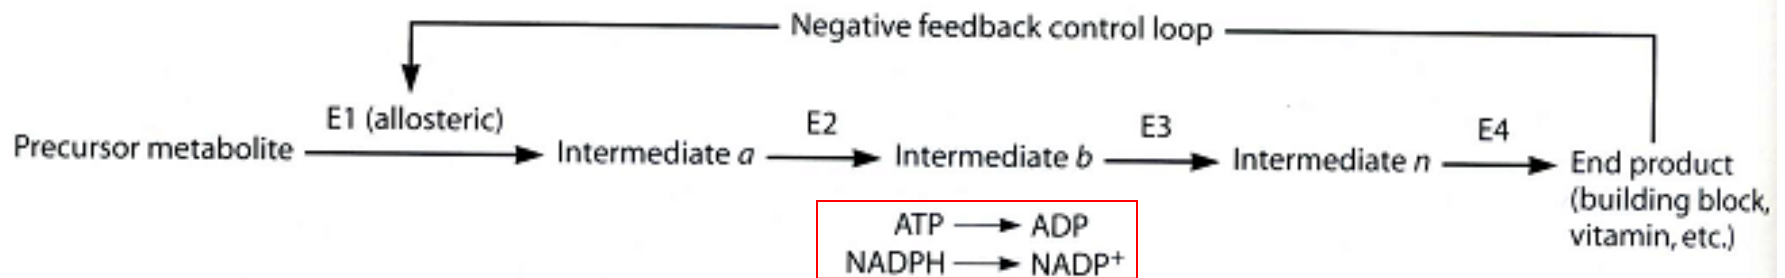 Negative feedback control loop
E1 (allosteric)
E2
E3
E4
Precursor metabolite
Intermediate a
Intermediate b
Intermediate n
End product
(building block,
vitamin, etc.)
ATP → ADP
NADPH → NADP+